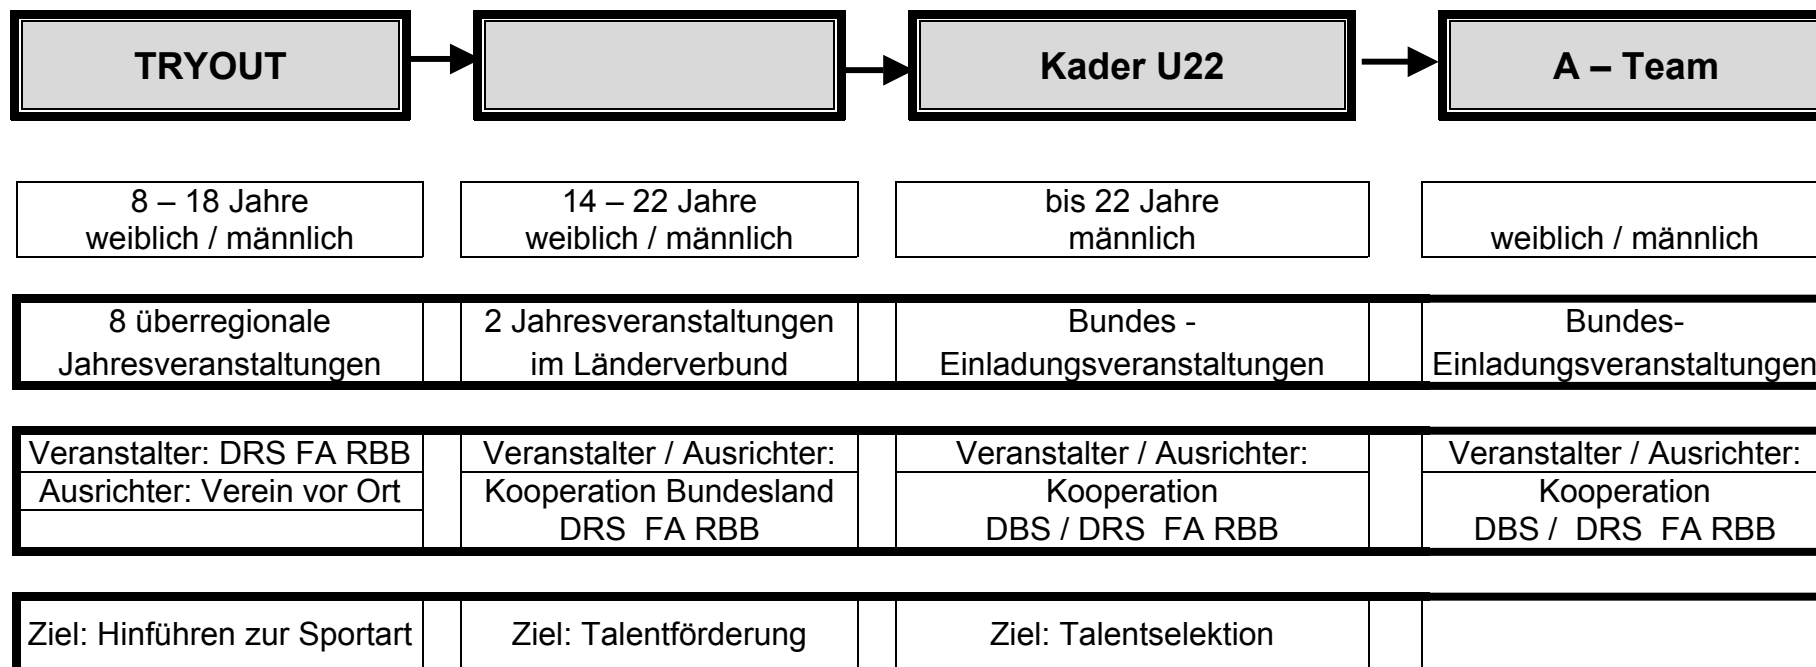 TRYOUT
Kader U22
A – Team
8 – 18 Jahre
weiblich / männlich
14 – 22 Jahre
weiblich / männlich
bis 22 Jahre
männlich
weiblich / männlich
8 überregionale
Jahresveranstaltungen
2 Jahresveranstaltungen
im Länderverbund
Bundes -
Einladungsveranstaltungen
Bundes-
Einladungsveranstaltungen
Veranstalter: DRS FA RBB
Ausrichter: Verein vor Ort
Veranstalter / Ausrichter:
Kooperation Bundesland
DRS  FA RBB
Veranstalter / Ausrichter:
Kooperation
DBS / DRS  FA RBB
Veranstalter / Ausrichter:
Kooperation
DBS /  DRS  FA RBB
Ziel: Hinführen zur Sportart
Ziel: Talentförderung
Ziel: Talentselektion